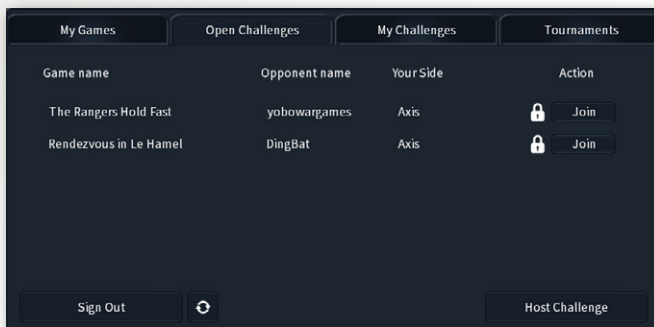 My Games Open Challenges My Challenges Tournaments
Game name Opponent name Your Side Action
The Rangers Hold Fast yobowargames Axis Join
Rendezvous in Le Hamel DingBat Axis Join
Sign Out Host Challenge